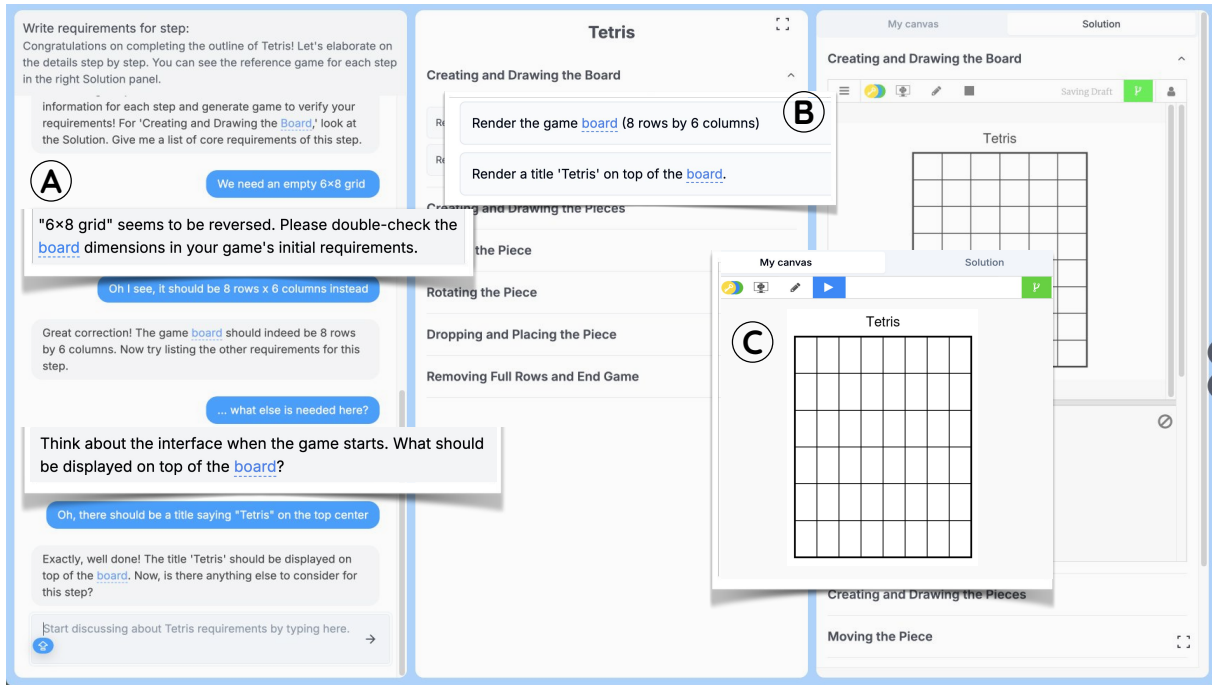 Write requirements for step:
Congratulations on completing the outline of Tetris! Let's elaborate on
the details step by step. You can see the reference game for each step
in the right Solution panel.
information for each step and generate game to verify your
requirements! For 'Creating and Drawing the Board,' look at
the Solution. Give me a list of core requirements of this step.
A
We need an empty 6×8 grid
"6×8 grid" seems to be reversed. Please double-check the
board dimensions in your game's initial requirements.
Oh I see, it should be 8 rows x 6 columns instead
Great correction! The game board should indeed be 8 rows
by 6 columns. Now try listing the other requirements for this
step.
... what else is needed here?
Think about the interface when the game starts. What should
be displayed on top of the board?
Oh, there should be a title saying "Tetris" on the top center
Exactly, well done! The title 'Tetris' should be displayed on
top of the board. Now, is there anything else to consider for
this step?
Start discussing about Tetris requirements by typing here.
Tetris
Creating and Drawing the Board
Re
Re
B
Render the game board (8 rows by 6 columns)
Render a title 'Tetris' on top of the board.
Creating and Drawing the Pieces
the Piece
Rotating the Piece
Dropping and Placing the Piece
Removing Full Rows and End Game
My canvas
Solution
Creating and Drawing the Board
Saving Draft
Tetris
My canvas
Solution
C
Tetris
Creating and Drawing the Pieces
Moving the Piece